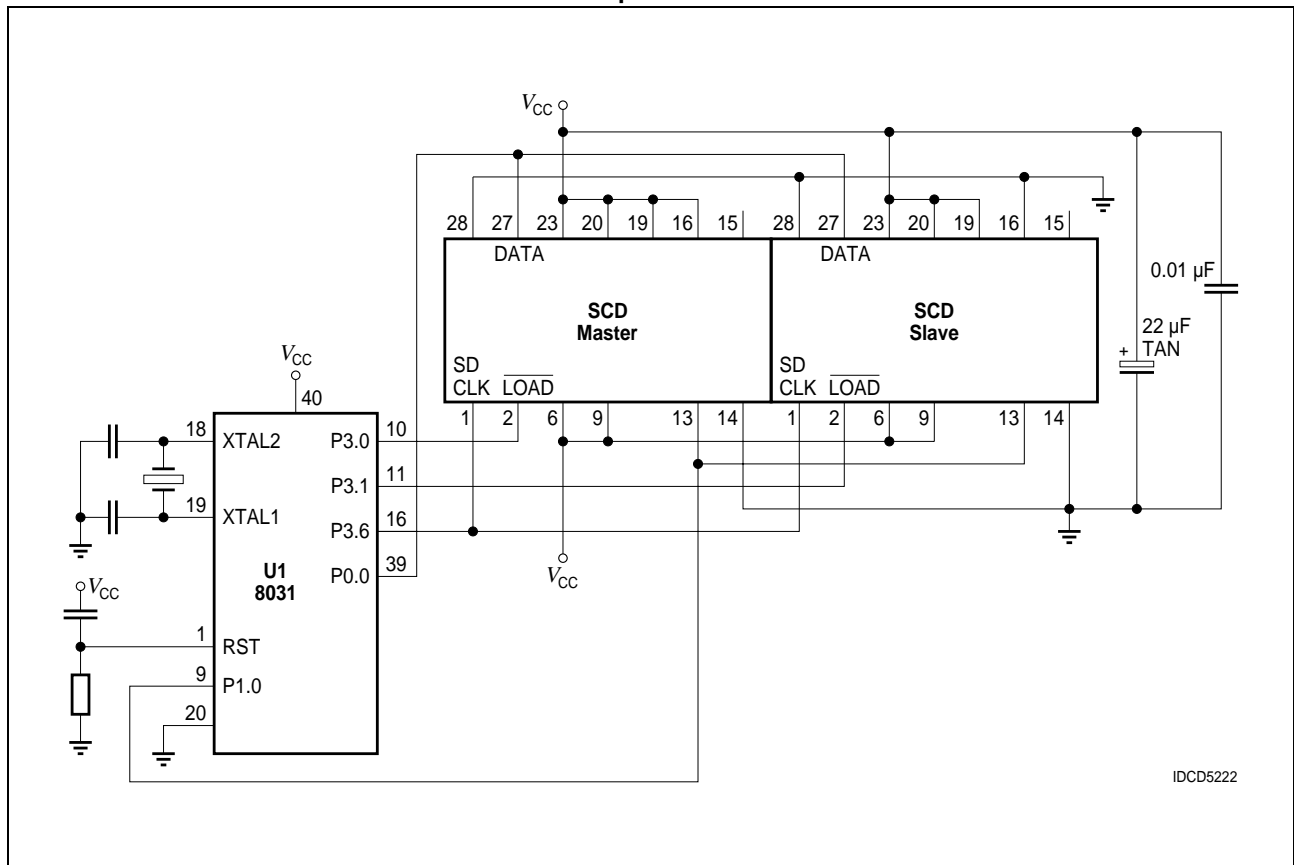 V_CC
28 27 23 20 19 16 15 28 27 23 20 19 16 15
DATA DATA
0.01 µF
SCD Master
SCD Slave
22 µF
+ TAN
SD
CLK LOAD
SD
CLK LOAD
1 2 6 9 13 14 1 2 6 9 13 14
V_CC
40
18 XTAL2 P3.0 10
P3.1 11
19 XTAL1 P3.6 16
U1
8031
P0.0 39
V_CC
V_CC
1 RST
9 P1.0
20
IDCD5222